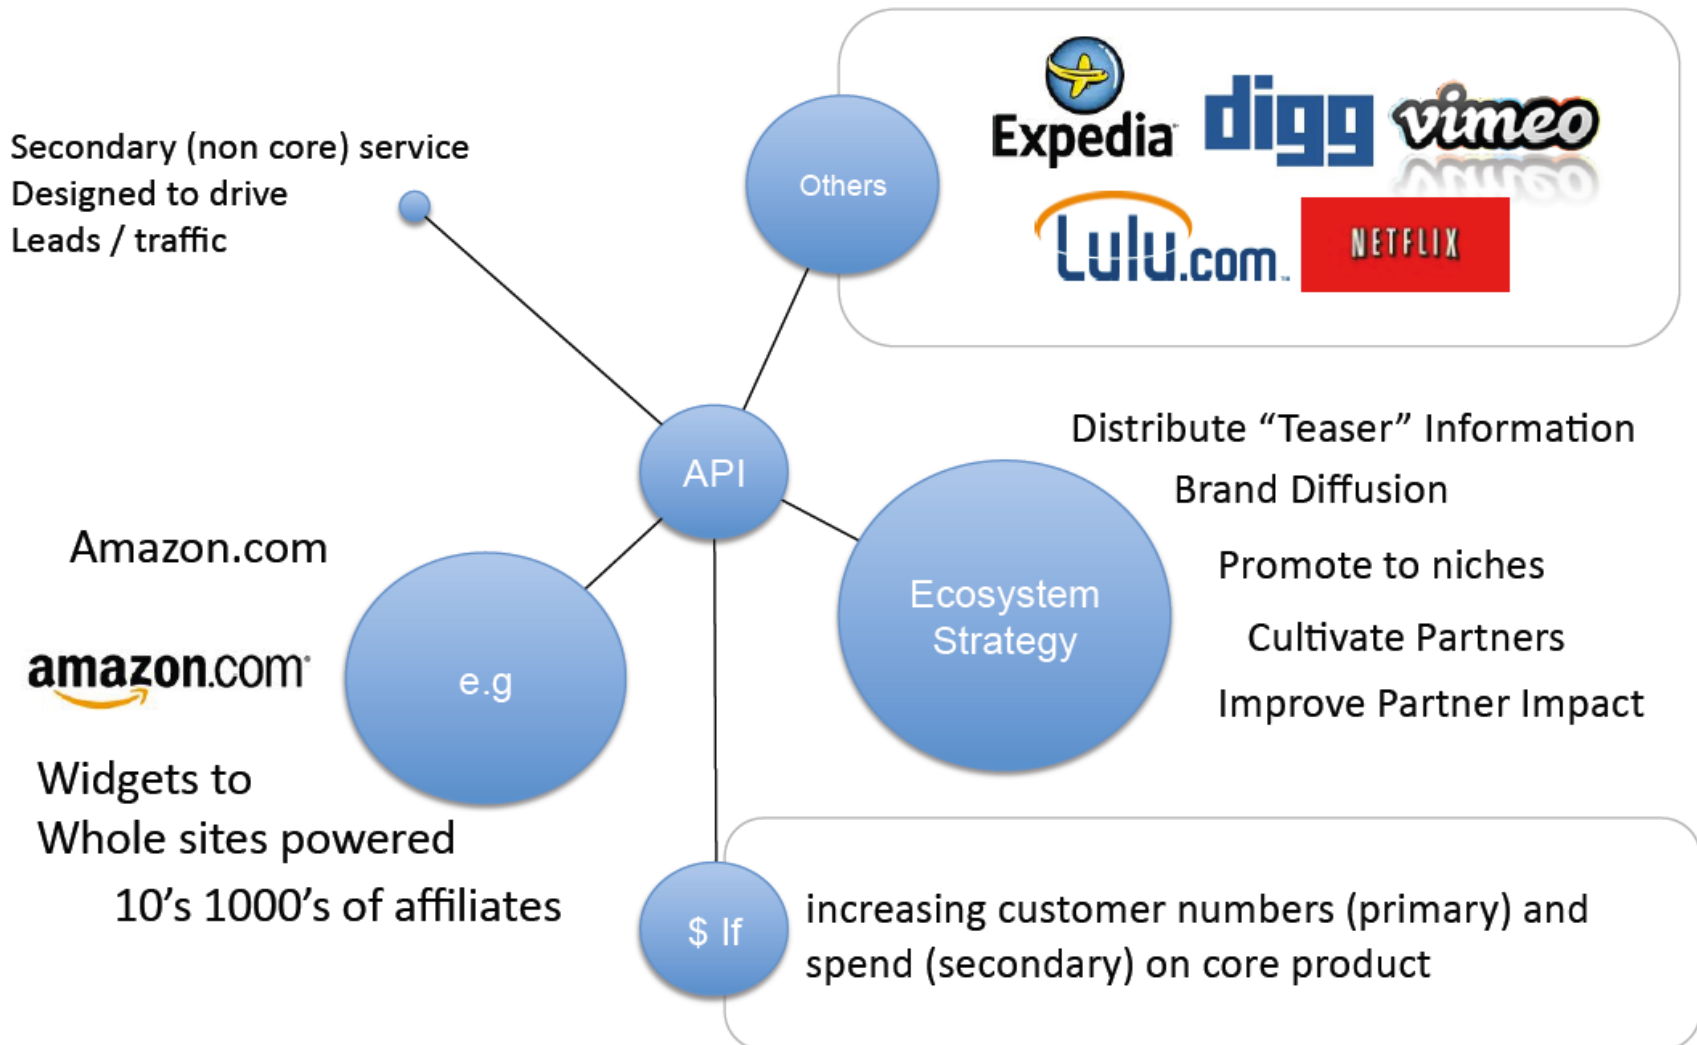 Secondary (non core) service
Designed to drive
Leads / traffic
Others
Expedia
digg
vimeo
Lulu.com
NETFLIX
API
Distribute “Teaser” Information
Brand Diffusion
Promote to niches
Cultivate Partners
Improve Partner Impact
Ecosystem
Strategy
Amazon.com
amazon.com
e.g
Widgets to
Whole sites powered
10’s 1000’s of affiliates
$ If
increasing customer numbers (primary) and
spend (secondary) on core product